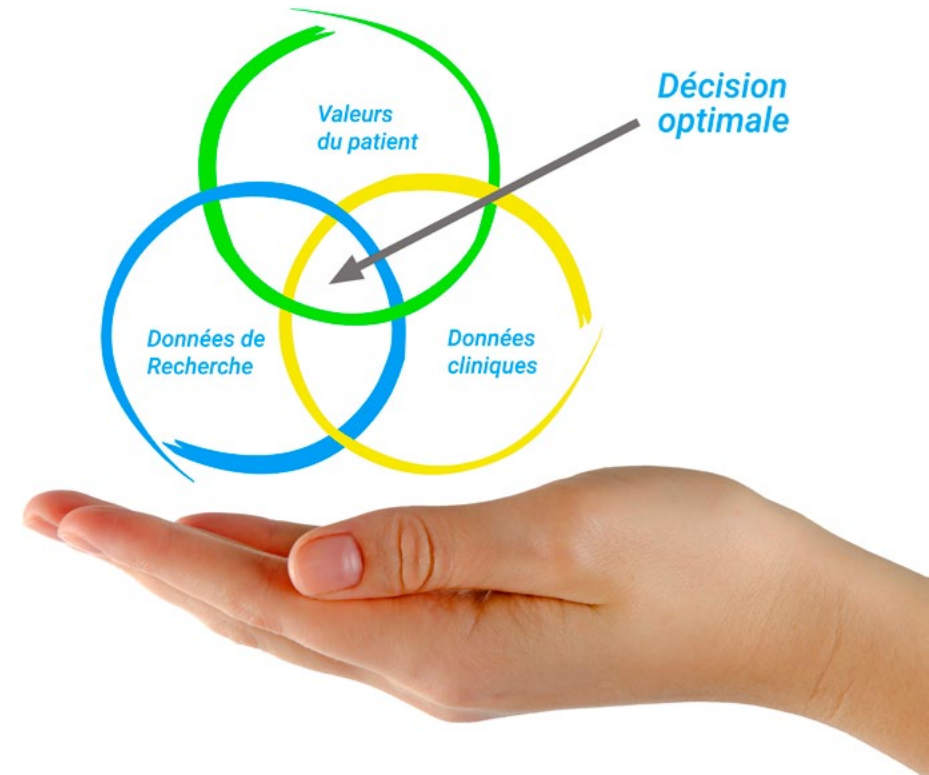 Valeurs
du patient
Décision
optimale
Données de
Recherche
Données
cliniques